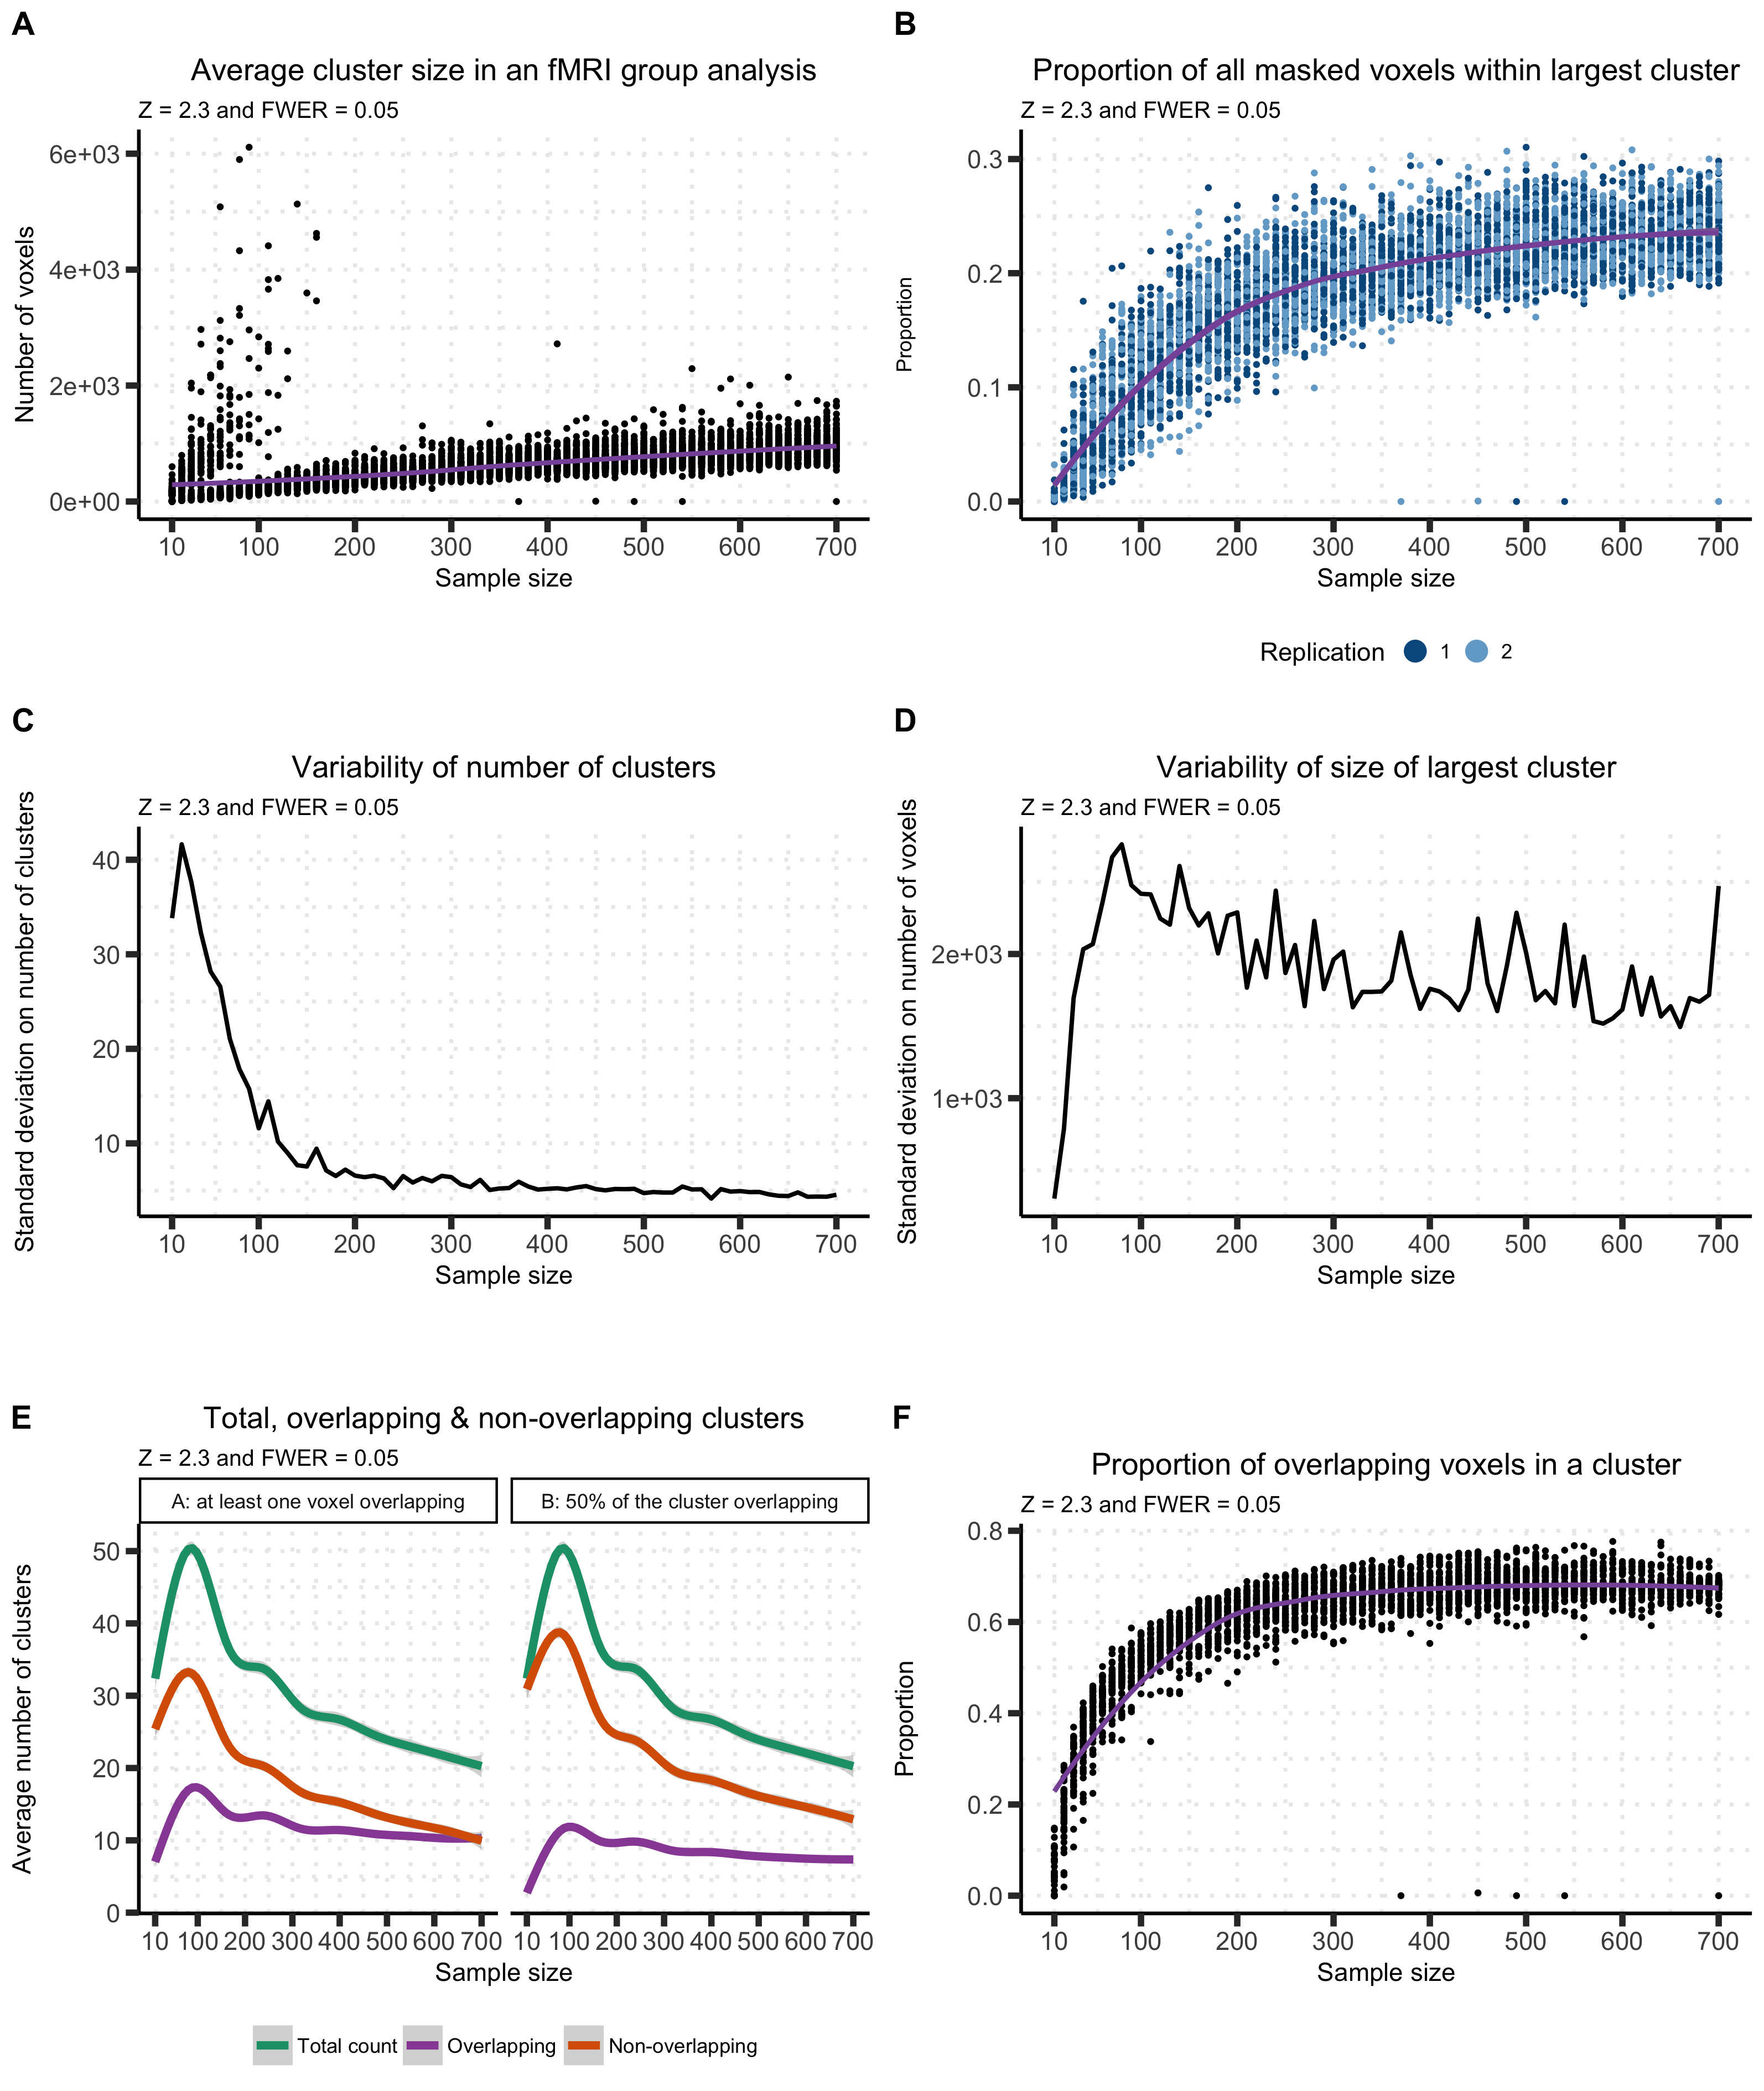 A
Average cluster size in an fMRI group analysis
Z = 2.3 and FWER = 0.05
Number of voxels
6e+03
4e+03
2e+03
0e+00
10 100 200 300 400 500 600 700
Sample size
B
Proportion of all masked voxels within largest cluster
Z = 2.3 and FWER = 0.05
Proportion
0.3
0.2
0.1
0.0
10 100 200 300 400 500 600 700
Sample size
Replication 1 2
C
Variability of number of clusters
Z = 2.3 and FWER = 0.05
Standard deviation on number of clusters
40
30
20
10
10 100 200 300 400 500 600 700
Sample size
D
Variability of size of largest cluster
Z = 2.3 and FWER = 0.05
Standard deviation on number of voxels
2e+03
1e+03
10 100 200 300 400 500 600 700
Sample size
E
Total, overlapping & non-overlapping clusters
Z = 2.3 and FWER = 0.05
A: at least one voxel overlapping
B: 50% of the cluster overlapping
Average number of clusters
50
40
30
20
10
0
10 100 200 300 400 500 600 700
10 100 200 300 400 500 600 700
Sample size
Total count Overlapping Non-overlapping
F
Proportion of overlapping voxels in a cluster
Z = 2.3 and FWER = 0.05
Proportion
0.8
0.6
0.4
0.2
0.0
10 100 200 300 400 500 600 700
Sample size